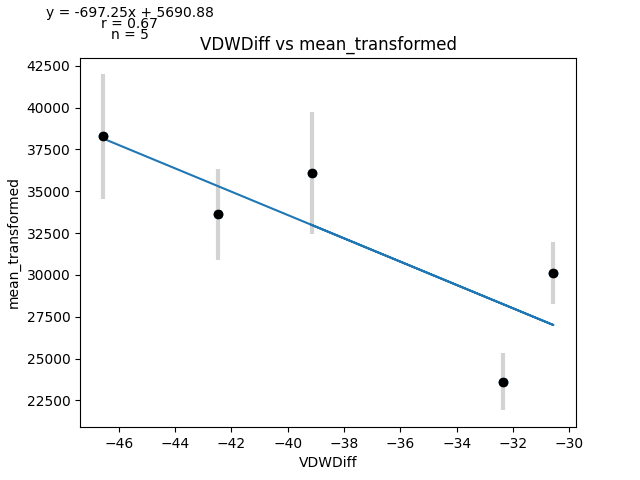 y = -697.25x + 5690.88
r = 0.67
n = 5
VDWDiff vs mean_transformed
42500
40000
37500
35000
32500
30000
27500
25000
22500
mean_transformed
−46 −44 −42 −40 −38 −36 −34 −32 −30
VDWDiff